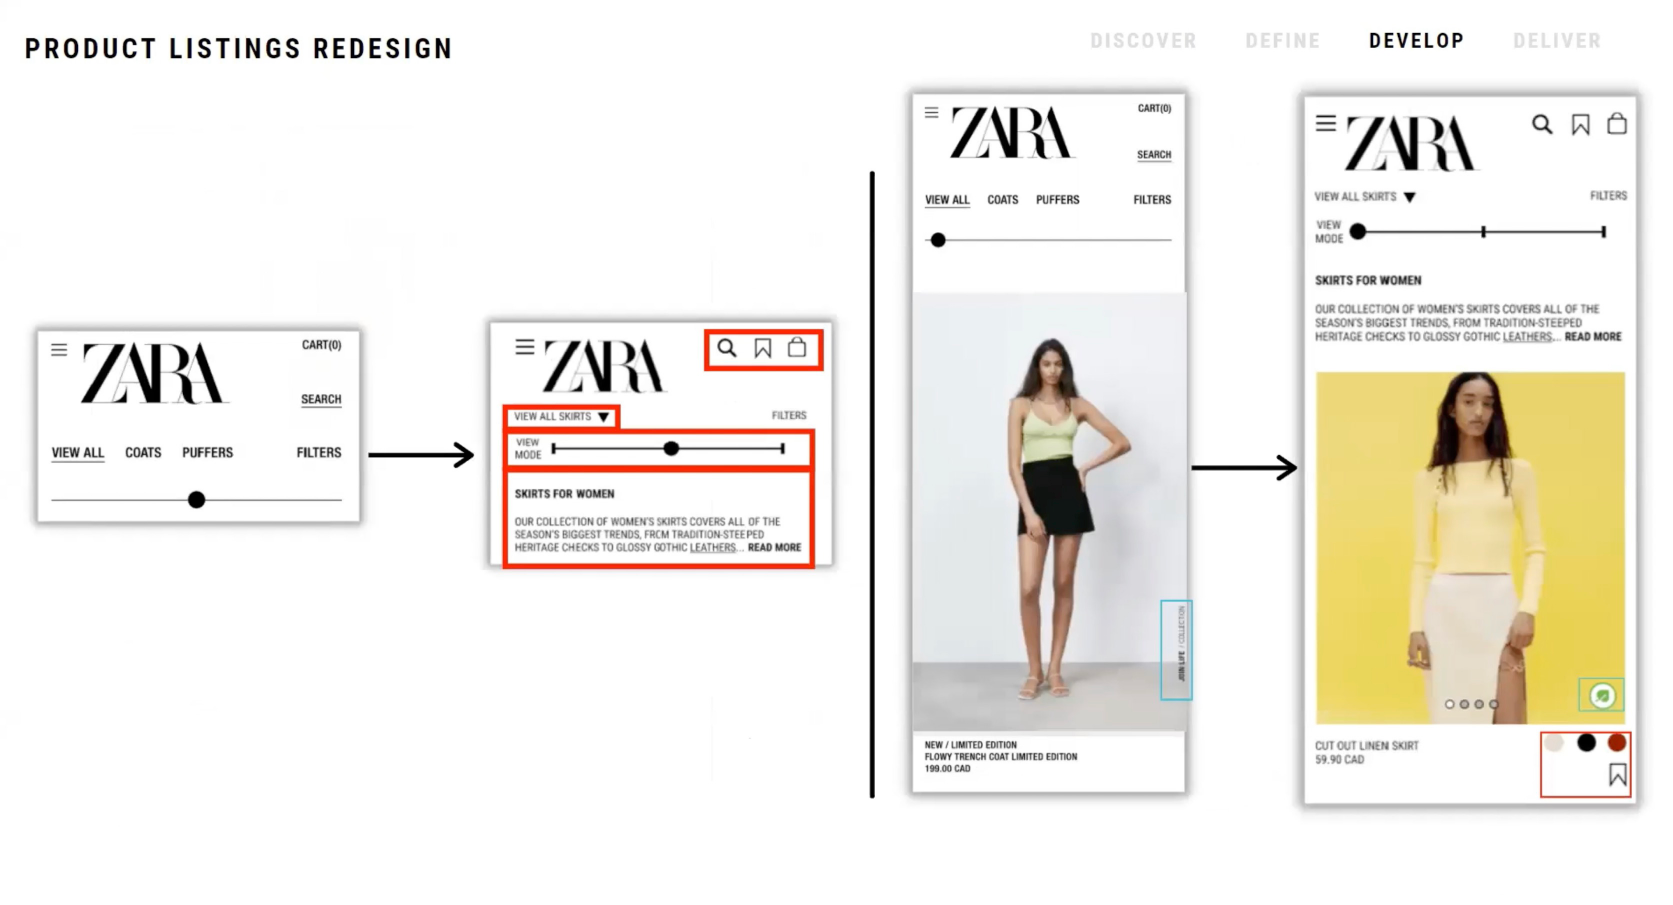 PRODUCT LISTINGS REDESIGN
DISCOVER DEFINE DEVELOP DELIVER
ZARA
CART(0)
SEARCH
VIEW ALL COATS PUFFERS FILTERS
ZARA
VIEW ALL SKIRTS ▼ FILTERS
VIEW
MODE
SKIRTS FOR WOMEN
OUR COLLECTION OF WOMEN'S SKIRTS COVERS ALL OF THE
SEASON'S BIGGEST TRENDS, FROM TRADITION-STEEPED
HERITAGE CHECKS TO GLOSSY GOTHIC LEATHERS... READ MORE
ZARA
CART(0)
SEARCH
VIEW ALL COATS PUFFERS FILTERS
JOIN LIFE / COLLECTION
NEW / LIMITED EDITION
FLOWY TRENCH COAT LIMITED EDITION
199.00 CAD
ZARA
VIEW ALL SKIRTS ▼ FILTERS
VIEW
MODE
SKIRTS FOR WOMEN
OUR COLLECTION OF WOMEN'S SKIRTS COVERS ALL OF THE
SEASON'S BIGGEST TRENDS, FROM TRADITION-STEEPED
HERITAGE CHECKS TO GLOSSY GOTHIC LEATHERS... READ MORE
CUT OUT LINEN SKIRT
59.90 CAD